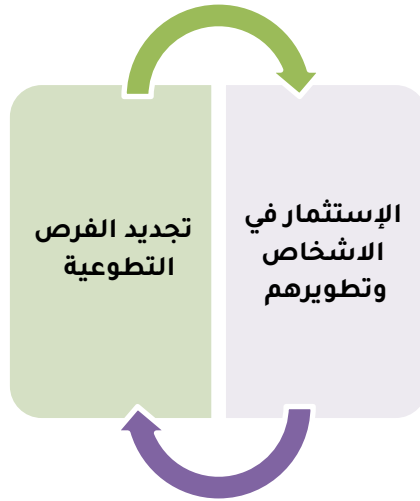 الإستثمار في
الاشخاص
وتطويرهم
تجديد الفرص
التطوعية